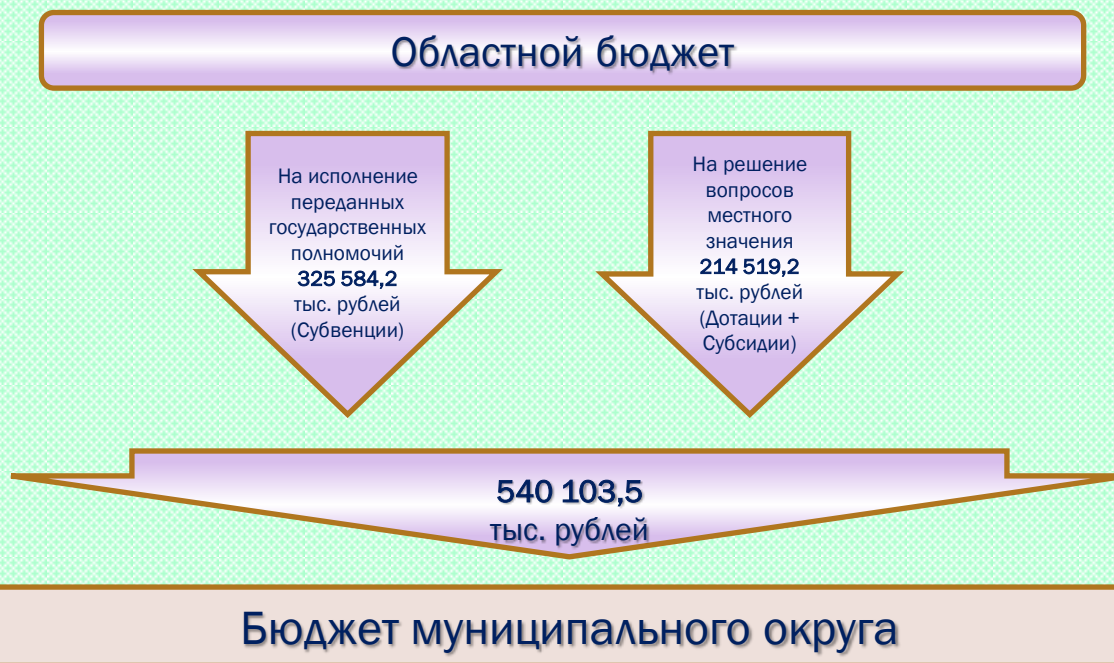 Областной бюджет
На исполнение
переданных
государственных
полномочий
325 584,2
тыс. рублей
(Субвенции)
На решение
вопросов
местного
значения
214 519,2
тыс. рублей
(Дотации +
Субсидии)
540 103,5
тыс. рублей
Бюджет муниципального округа